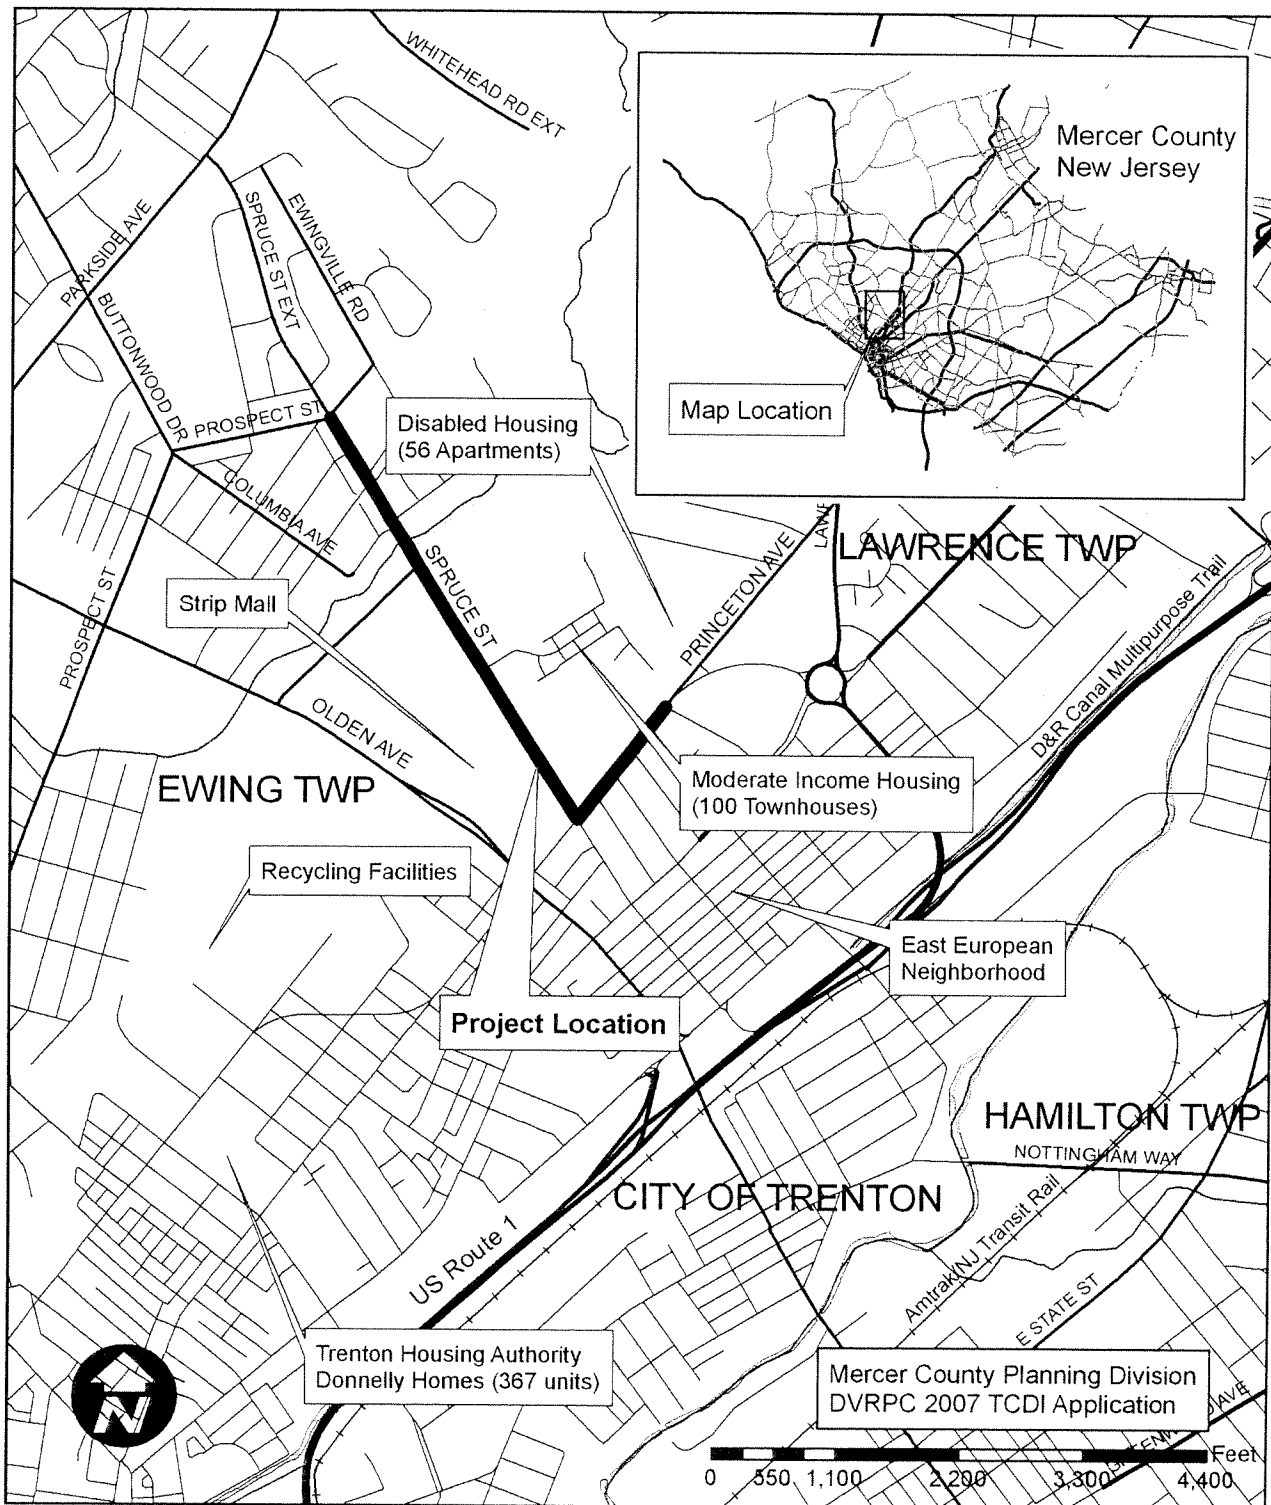 WHITEHEAD RD EXT
Mercer County
New Jersey
Map Location
PARKSIDE AVE
SPRUCE ST EXT
EWINGVILLE RD
BUTTONWOOD DR
PROSPECT ST
Disabled Housing
(56 Apartments)
COLUMBIA AVE
LAWRENCE TWP
PRINCETON AVE
SPRUCE ST
Strip Mall
PROSPECT ST
D&R Canal Multipurpose Trail
OLDEN AVE
EWING TWP
Moderate Income Housing
(100 Townhouses)
Recycling Facilities
East European
Neighborhood
Project Location
HAMILTON TWP
NOTTINGHAM WAY
CITY OF TRENTON
US Route 1
Amtrak/NJ Transit Rail
E STATE ST
Trenton Housing Authority
Donnelly Homes (367 units)
N
Mercer County Planning Division
DVRPC 2007 TCDI Application
Feet
0 550 1,100 2,200 3,300 4,400